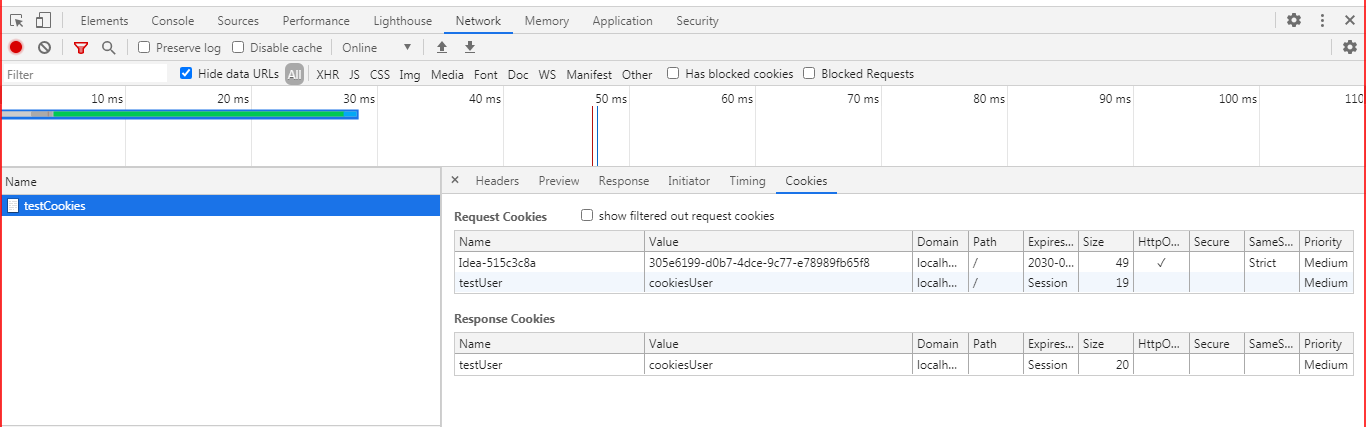 Elements Console Sources Performance Lighthouse Network Memory Application Security
Preserve log Disable cache Online
Filter Hide data URLs All XHR JS CSS Img Media Font Doc WS Manifest Other Has blocked cookies Blocked Requests
10 ms 20 ms 30 ms 40 ms 50 ms 60 ms 70 ms 80 ms 90 ms 100 ms 110
Name
testCookies
Headers Preview Response Initiator Timing Cookies
Request Cookies show filtered out request cookies
Name Value Domain Path Expires... Size HttpO... Secure SameS... Priority
Idea-515c3c8a 305e6199-d0b7-4dce-9c77-e78989fb65f8 localh... / 2030-0... 49 ✓ Strict Medium
testUser cookiesUser localh... / Session 19 Medium
Response Cookies
Name Value Domain Path Expires... Size HttpO... Secure SameS... Priority
testUser cookiesUser localh... Session 20 Medium